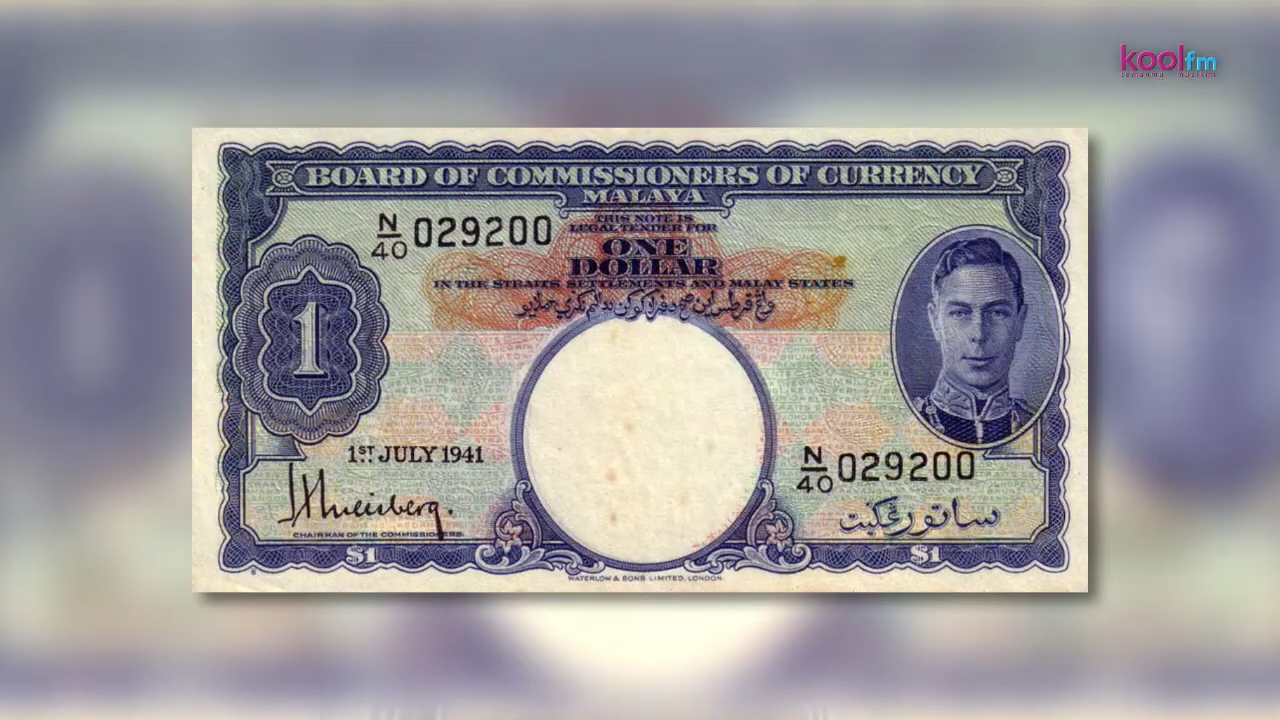 koolfm
BOARD OF COMMISSIONERS OF CURRENCY
MALAYA
THIS NOTE IS
LEGAL TENDER FOR
ONE
DOLLAR
IN THE STRAITS SETTLEMENTS AND MALAY STATES
N/40 029200
1
1ST JULY 1941
CHAIRMAN OF THE COMMISSIONERS.
N/40 029200
ساتو رڠݢيت
$1
$1
WATERLOW & SONS LIMITED, LONDON.